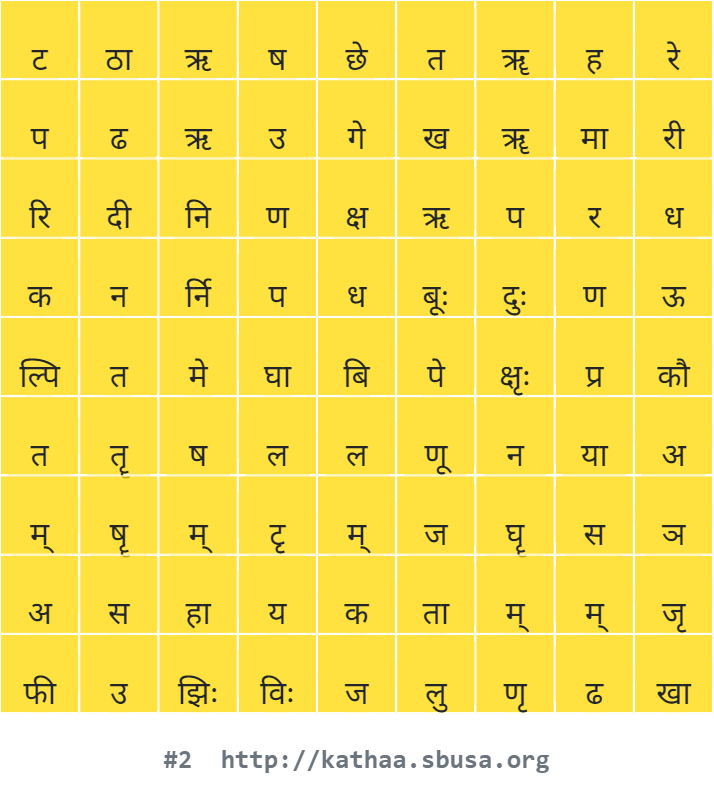 ट ठा ऋ ष छे त ॠ ह रे
प ढ ऋ उ गे ख ॠ मा री
रि दी नि ण क्ष ऋ प र ध
क न र्नि प ध बूः दुः ण ऊ
ल्पि त मे घा बि पे क्षृः प्र कौ
त तॄ ष ल ल णू न या अ
म् षॄ म् टृ म् ज घॄ स ञ
अ स हा य क ता म् म् जृ
फी उ झिः विः ज लु णृ ढ खा
#2 http://kathaa.sbusa.org